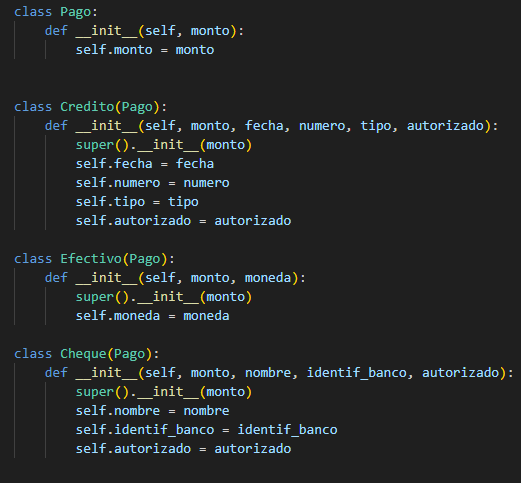 class Pago:
    def __init__(self, monto):
        self.monto = monto
class Credito(Pago):
    def __init__(self, monto, fecha, numero, tipo, autorizado):
        super().__init__(monto)
        self.fecha = fecha
        self.numero = numero
        self.tipo = tipo
        self.autorizado = autorizado
class Efectivo(Pago):
    def __init__(self, monto, moneda):
        super().__init__(monto)
        self.moneda = moneda
class Cheque(Pago):
    def __init__(self, monto, nombre, identif_banco, autorizado):
        super().__init__(monto)
        self.nombre = nombre
        self.identif_banco = identif_banco
        self.autorizado = autorizado